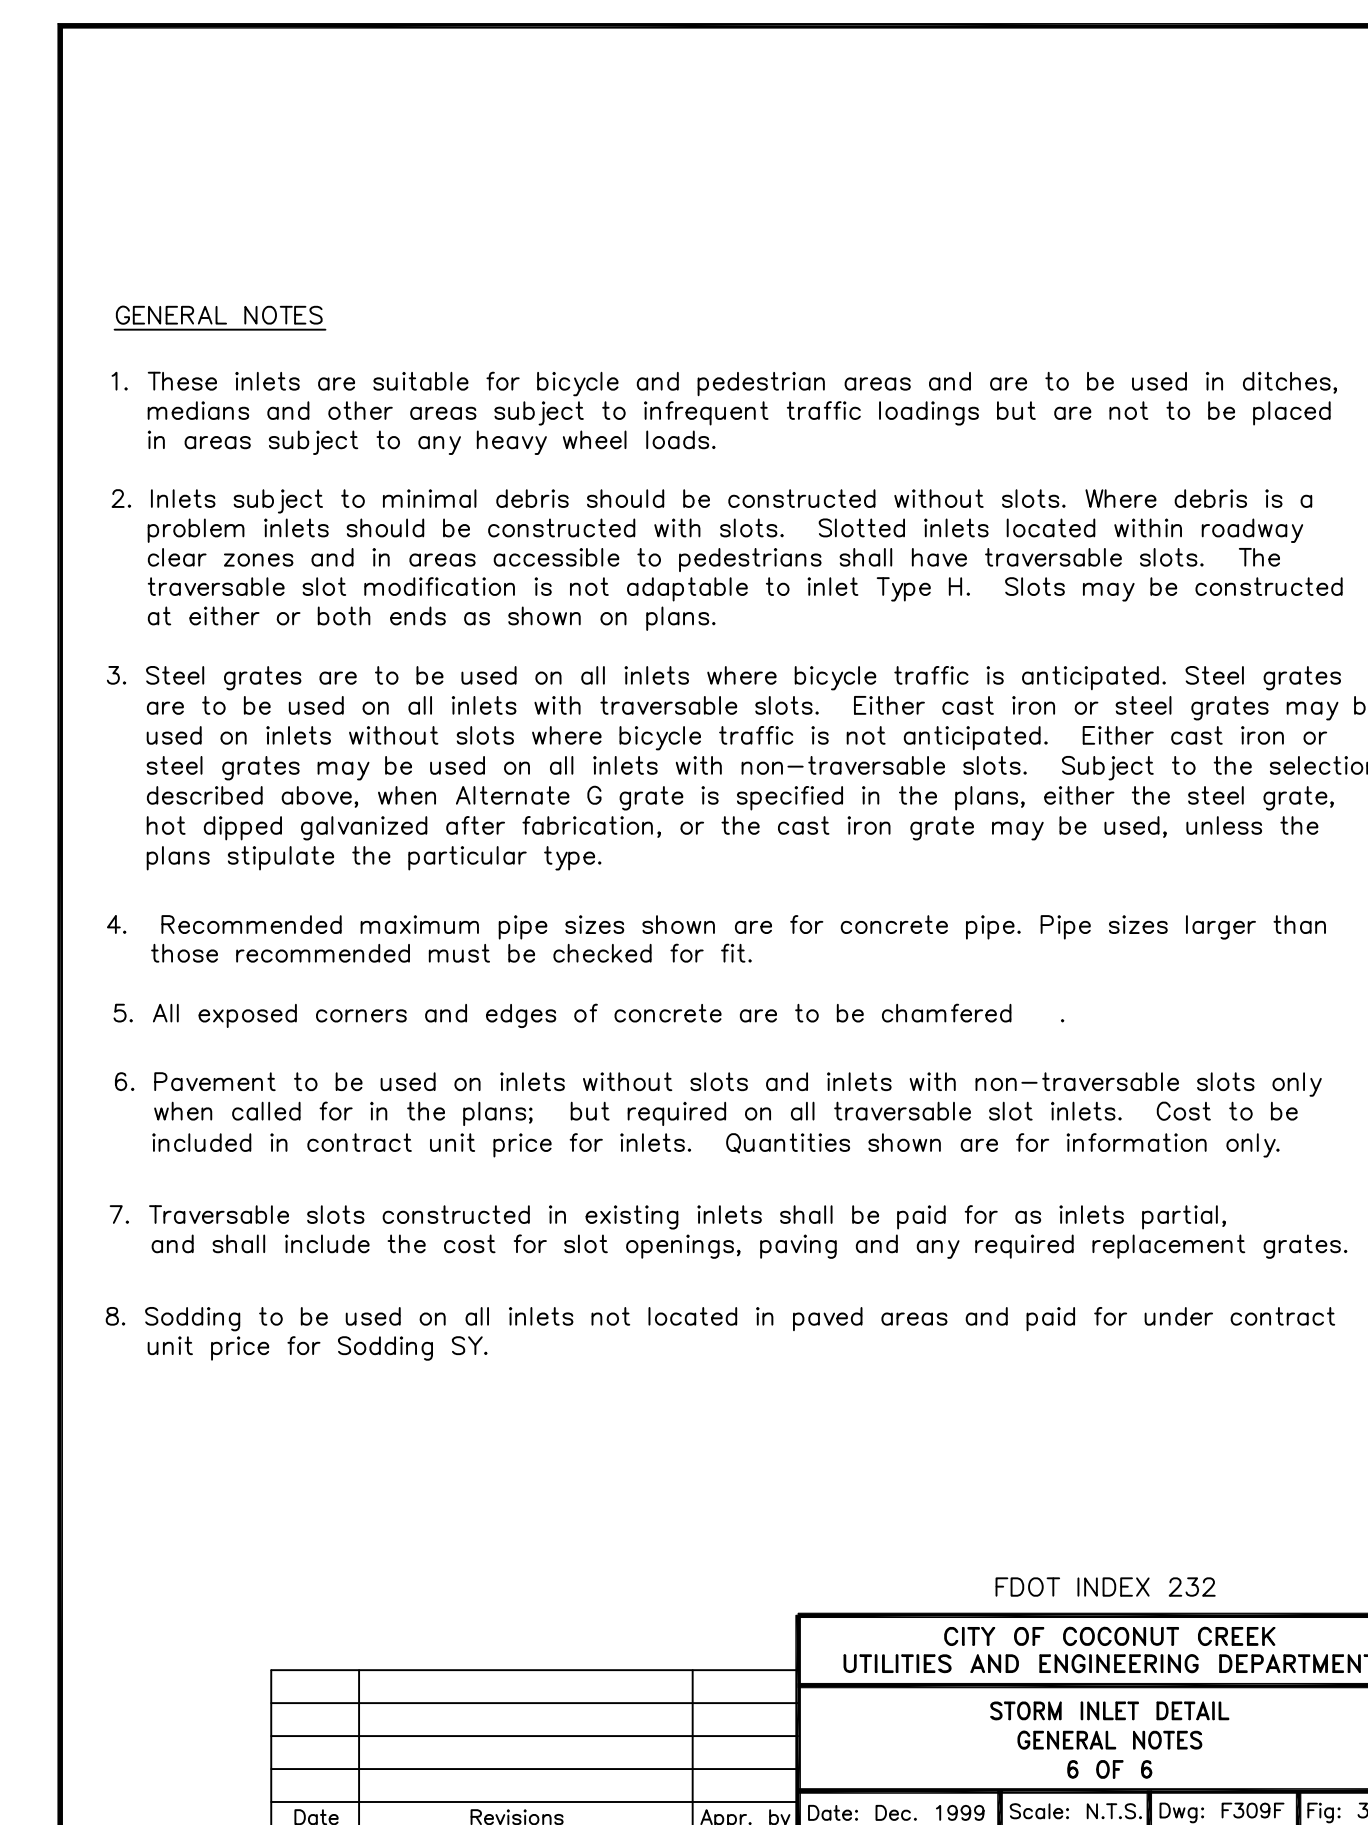 GENERAL NOTES
1. These inlets are suitable for bicycle and pedestrian areas and are to be used in ditches,
medians and other areas subject to infrequent traffic loadings but are not to be placed
in areas subject to any heavy wheel loads.
2. Inlets subject to minimal debris should be constructed without slots. Where debris is a
problem inlets should be constructed with slots. Slotted inlets located within roadway
clear zones and in areas accessible to pedestrians shall have traversable slots. The
traversable slot modification is not adaptable to inlet Type H. Slots may be constructed
at either or both ends as shown on plans.
3. Steel grates are to be used on all inlets where bicycle traffic is anticipated. Steel grates
are to be used on all inlets with traversable slots. Either cast iron or steel grates may b
used on inlets without slots where bicycle traffic is not anticipated. Either cast iron or
steel grates may be used on all inlets with non-traversable slots. Subject to the selection
described above, when Alternate G grate is specified in the plans, either the steel grate,
hot dipped galvanized after fabrication, or the cast iron grate may be used, unless the
plans stipulate the particular type.
4. Recommended maximum pipe sizes shown are for concrete pipe. Pipe sizes larger than
those recommended must be checked for fit.
5. All exposed corners and edges of concrete are to be chamfered .
6. Pavement to be used on inlets without slots and inlets with non-traversable slots only
when called for in the plans; but required on all traversable slot inlets. Cost to be
included in contract unit price for inlets. Quantities shown are for information only.
7. Traversable slots constructed in existing inlets shall be paid for as inlets partial,
and shall include the cost for slot openings, paving and any required replacement grates.
8. Sodding to be used on all inlets not located in paved areas and paid for under contract
unit price for Sodding SY.
FDOT INDEX 232
CITY OF COCONUT CREEK
UTILITIES AND ENGINEERING DEPARTMENT
STORM INLET DETAIL
GENERAL NOTES
6 OF 6
Date Revisions Appr. by Date: Dec. 1999 Scale: N.T.S. Dwg: F309F Fig: 3